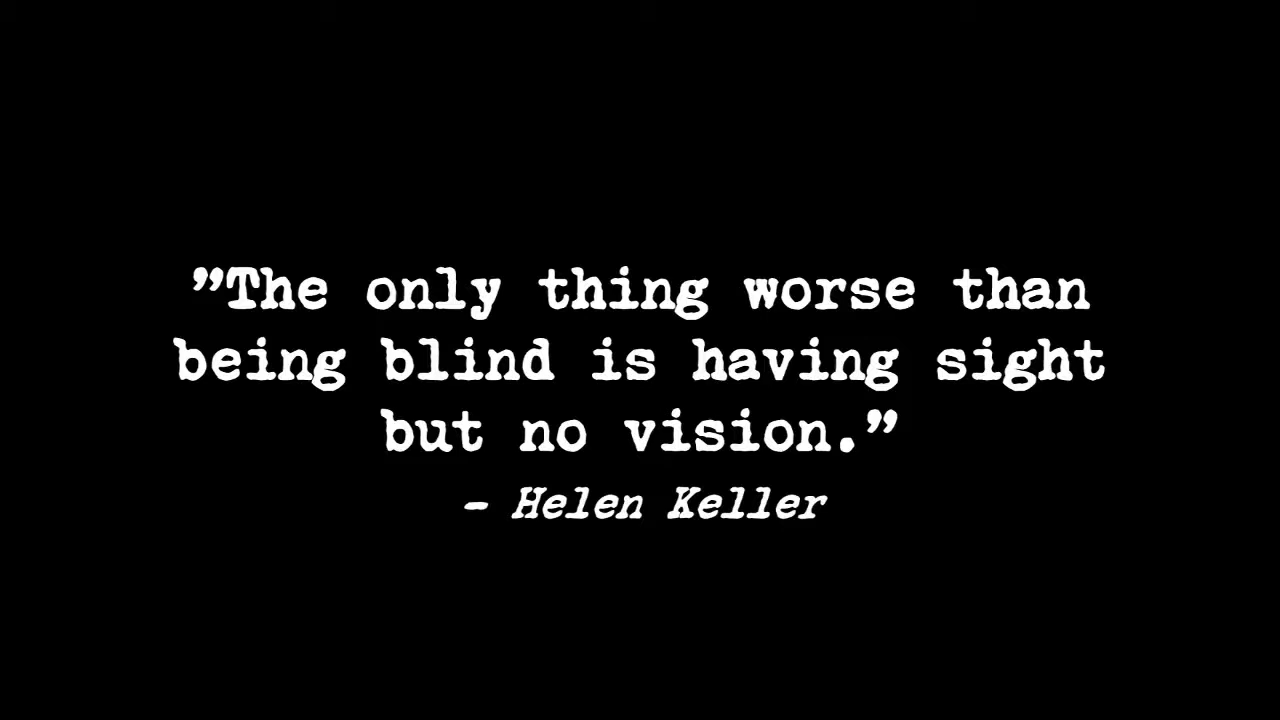 ”The only thing worse than
being blind is having sight
but no vision.”
- Helen Keller